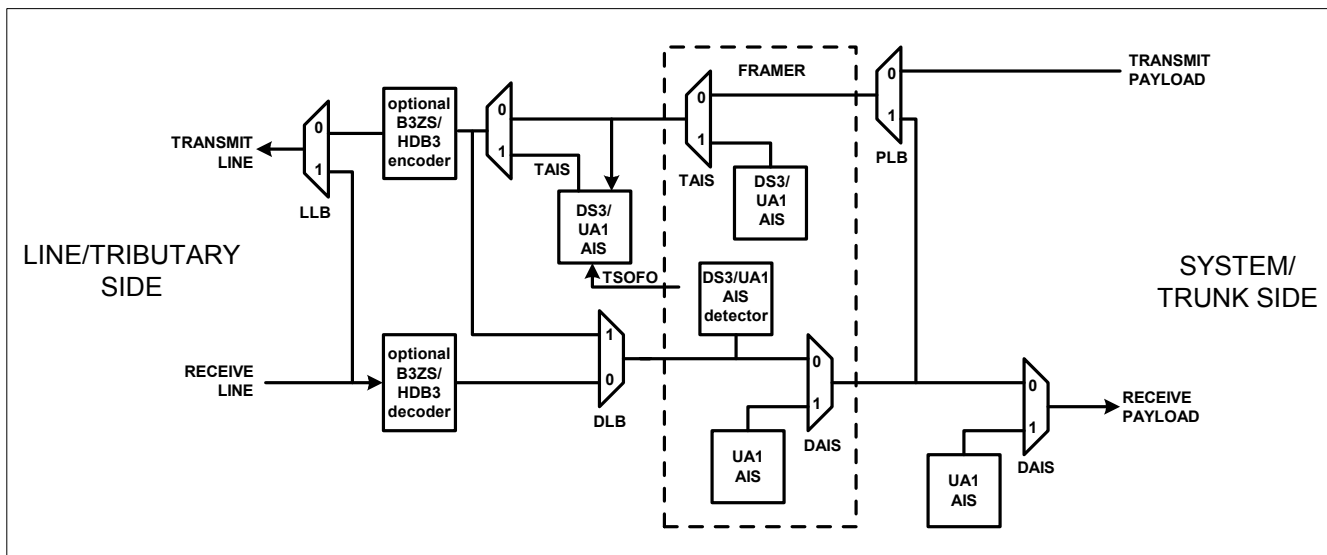 FRAMER
TRANSMIT
PAYLOAD
0
1
PLB
optional
B3ZS/
HDB3
encoder
0
1
TAIS
0
1
TAIS
DS3/
UA1
AIS
TRANSMIT
LINE
0
1
LLB
DS3/
UA1
AIS
TSOFO
LINE/TRIBUTARY
SIDE
SYSTEM/
TRUNK SIDE
DS3/UA1
AIS
detector
RECEIVE
LINE
optional
B3ZS/
HDB3
decoder
1
0
DLB
0
1
DAIS
UA1
AIS
0
1
DAIS
UA1
AIS
RECEIVE
PAYLOAD